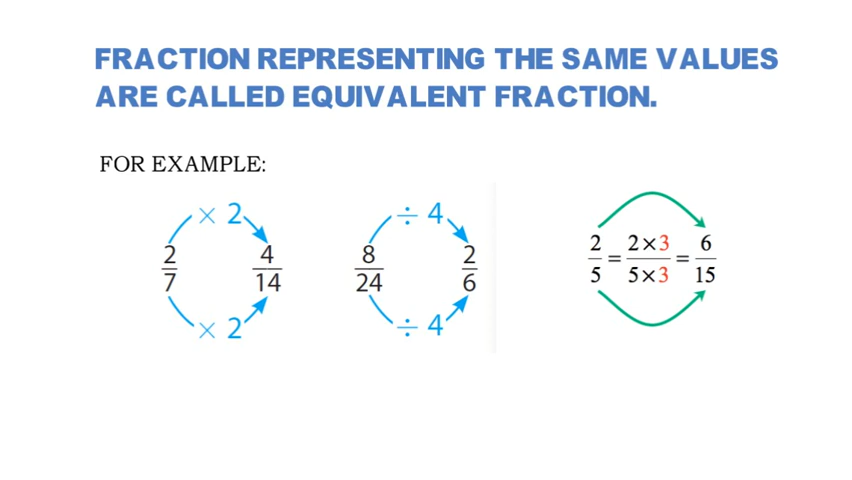 FRACTION REPRESENTING THE SAME VALUES
ARE CALLED EQUIVALENT FRACTION.
FOR EXAMPLE:
× 2
2/7 4/14
× 2
÷ 4
8/24 2/6
÷ 4
2/5 = 2×3/5×3 = 6/15